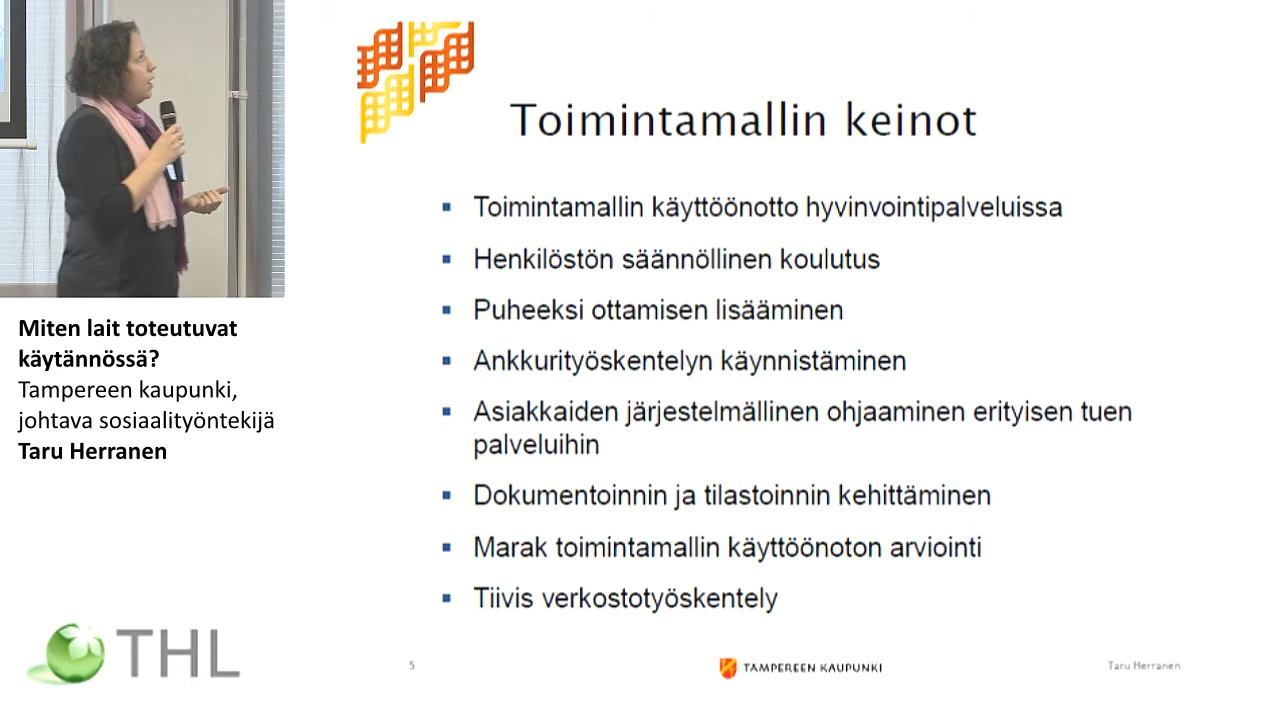 Toimintamallin keinot
Toimintamallin käyttöönotto hyvinvointipalveluissa
Henkilöstön säännöllinen koulutus
Puheeksi ottamisen lisääminen
Ankkurityöskentelyn käynnistäminen
Asiakkaiden järjestelmällinen ohjaaminen erityisen tuen
palveluihin
Dokumentoinnin ja tilastoinnin kehittäminen
Marak toimintamallin käyttöönoton arviointi
Tiivis verkostotyöskentely
5
TAMPEREEN KAUPUNKI
Taru Herranen
Miten lait toteutuvat
käytännössä?
Tampereen kaupunki,
johtava sosiaalityöntekijä
Taru Herranen
THL